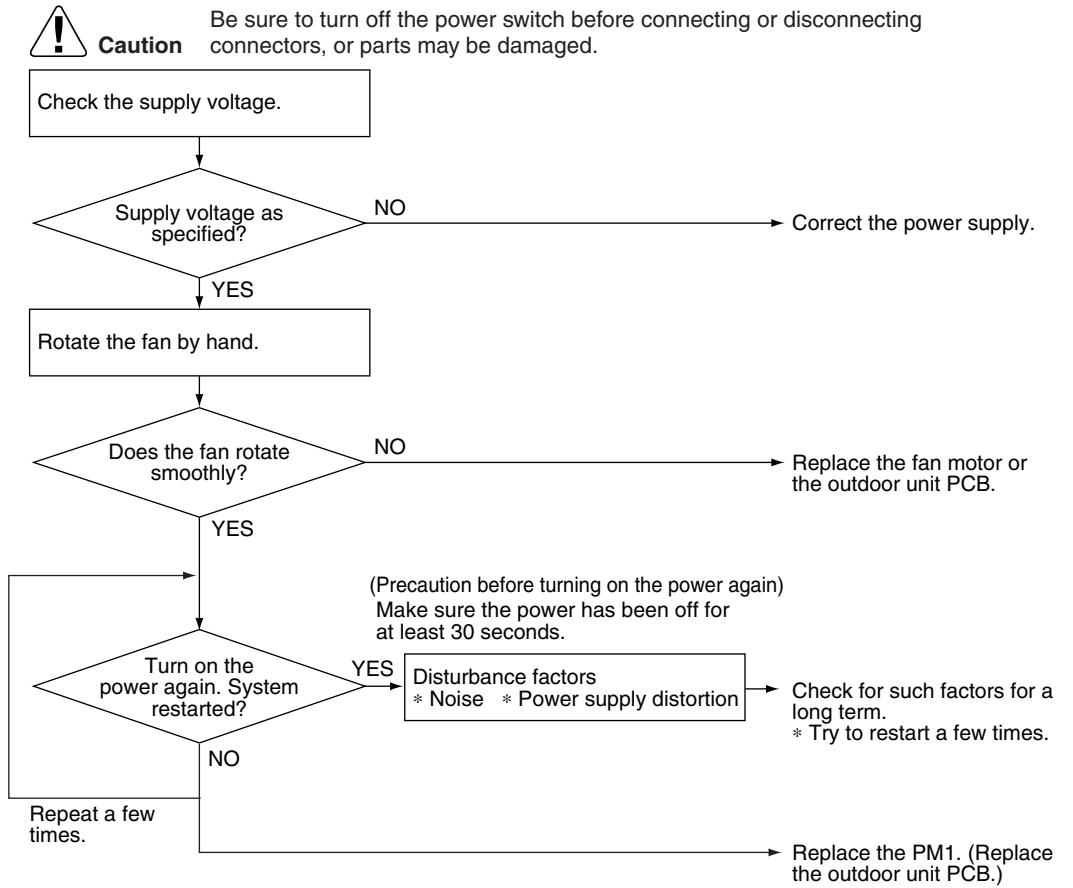 Be sure to turn off the power switch before connecting or disconnecting
Caution connectors, or parts may be damaged.
Check the supply voltage.
Supply voltage as
specified?
NO
Correct the power supply.
YES
Rotate the fan by hand.
Does the fan rotate
smoothly?
NO
Replace the fan motor or
the outdoor unit PCB.
YES
(Precaution before turning on the power again)
Make sure the power has been off for
at least 30 seconds.
Turn on the
power again. System
restarted?
YES
Disturbance factors
* Noise * Power supply distortion
Check for such factors for a
long term.
* Try to restart a few times.
NO
Repeat a few
times.
Replace the PM1. (Replace
the outdoor unit PCB.)